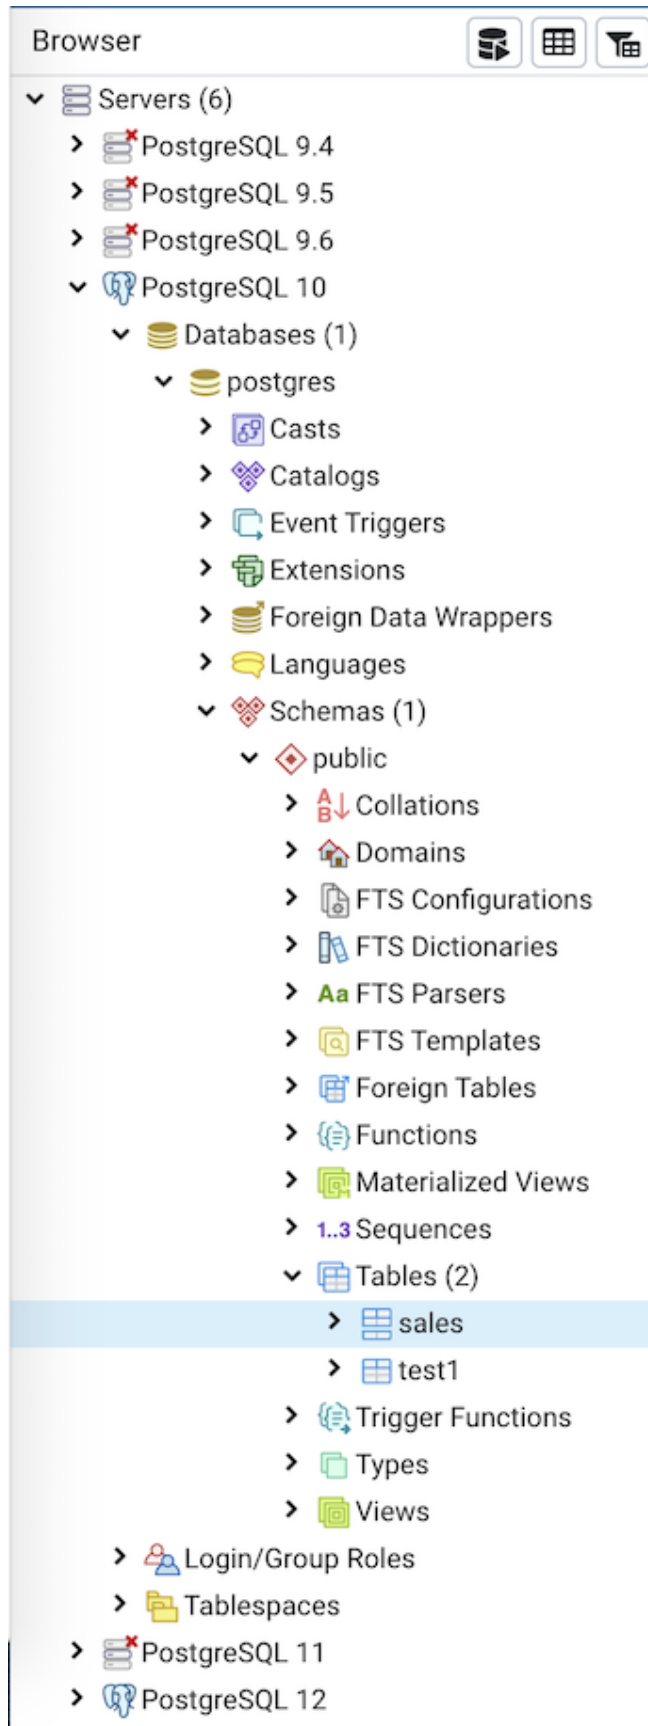 Browser
Servers (6)
PostgreSQL 9.4
PostgreSQL 9.5
PostgreSQL 9.6
PostgreSQL 10
Databases (1)
postgres
Casts
Catalogs
Event Triggers
Extensions
Foreign Data Wrappers
Languages
Schemas (1)
public
A
B Collations
Domains
FTS Configurations
FTS Dictionaries
Aa FTS Parsers
FTS Templates
Foreign Tables
Functions
Materialized Views
1..3 Sequences
Tables (2)
sales
test1
Trigger Functions
Types
Views
Login/Group Roles
Tablespaces
PostgreSQL 11
PostgreSQL 12